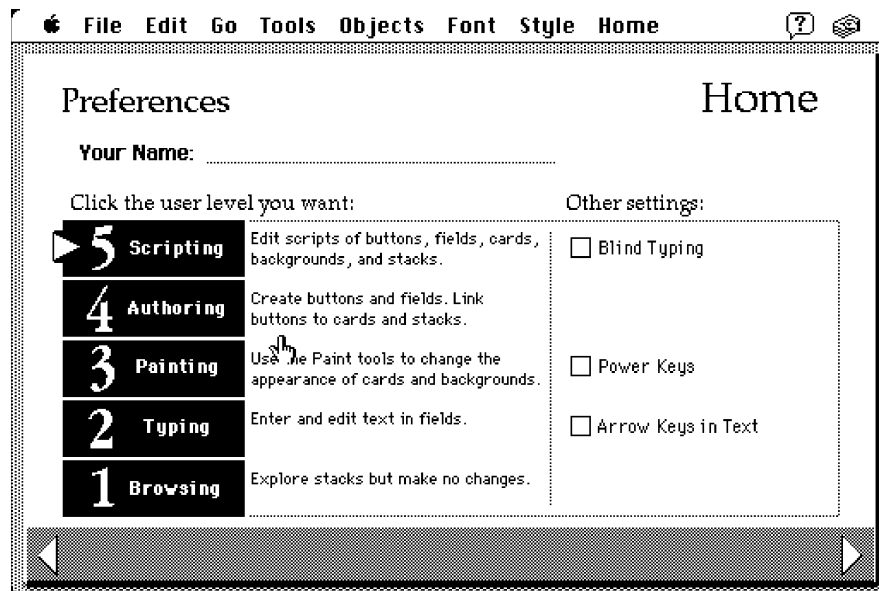 File Edit Go Tools Objects Font Style Home ?
Preferences
Home
Your Name:
Click the user level you want:
Other settings:
5 Scripting
Edit scripts of buttons, fields, cards,
backgrounds, and stacks.
Blind Typing
4 Authoring
Create buttons and fields. Link
buttons to cards and stacks.
3 Painting
Use the Paint tools to change the
appearance of cards and backgrounds.
Power Keys
2 Typing
Enter and edit text in fields.
Arrow Keys in Text
1 Browsing
Explore stacks but make no changes.